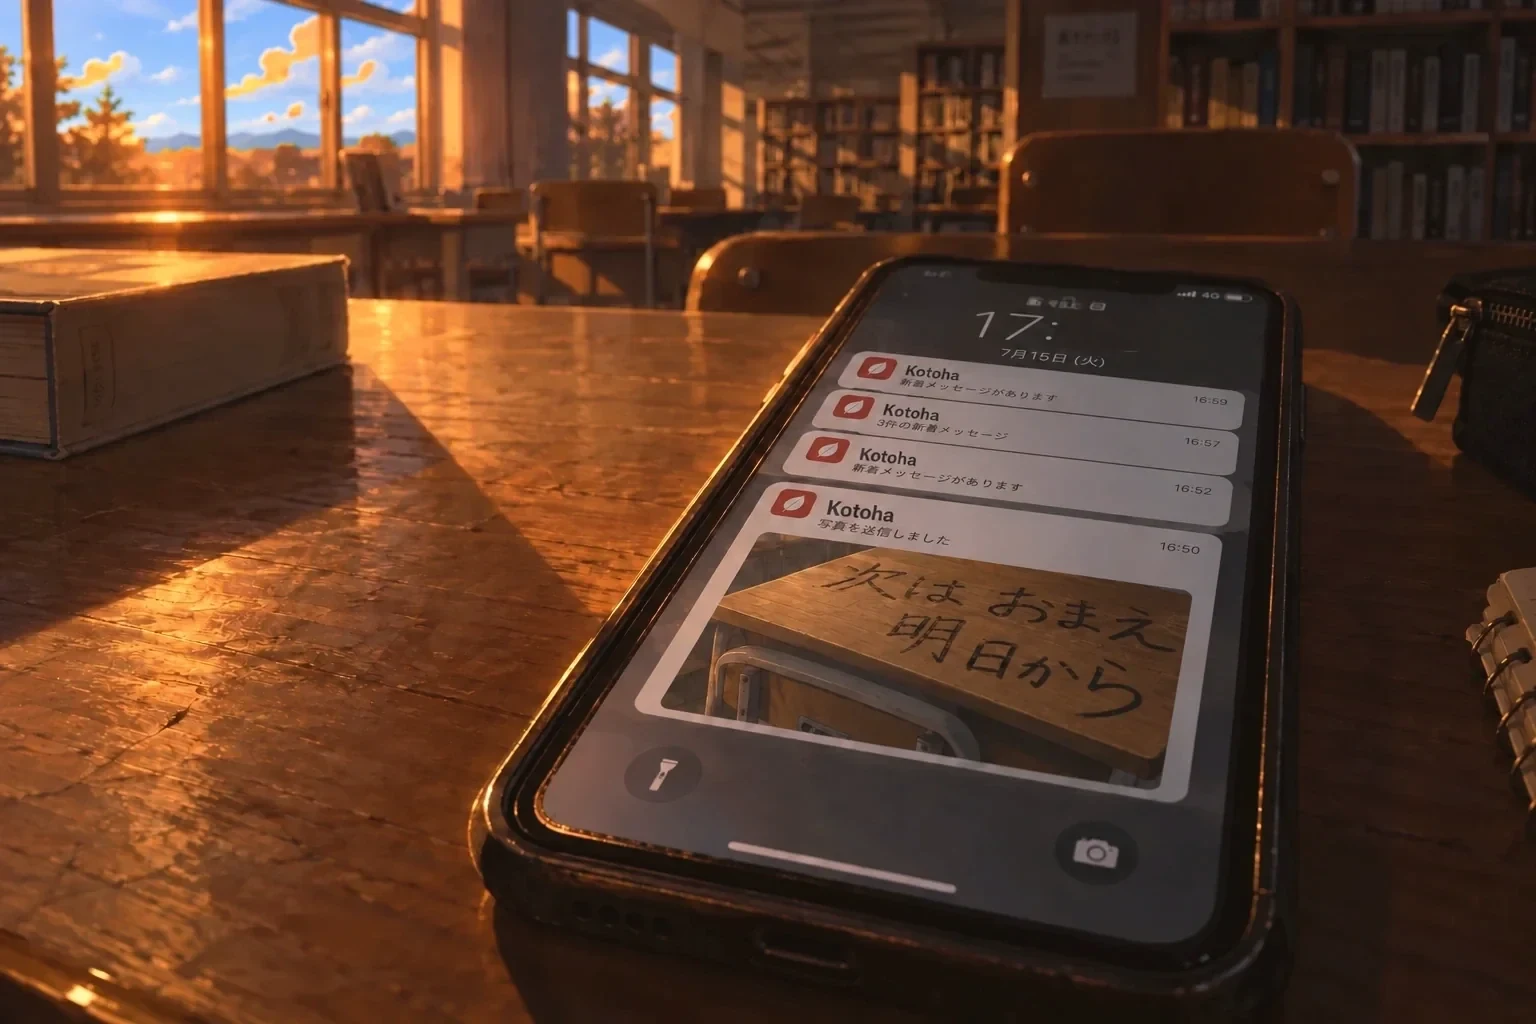 4G
17:
7月15日 (火)
Kotoha
新着メッセージがあります
16:59
Kotoha
3件の新着メッセージ
16:57
Kotoha
新着メッセージがあります
16:52
Kotoha
写真を送信しました
16:50
次は おまえ
明日から